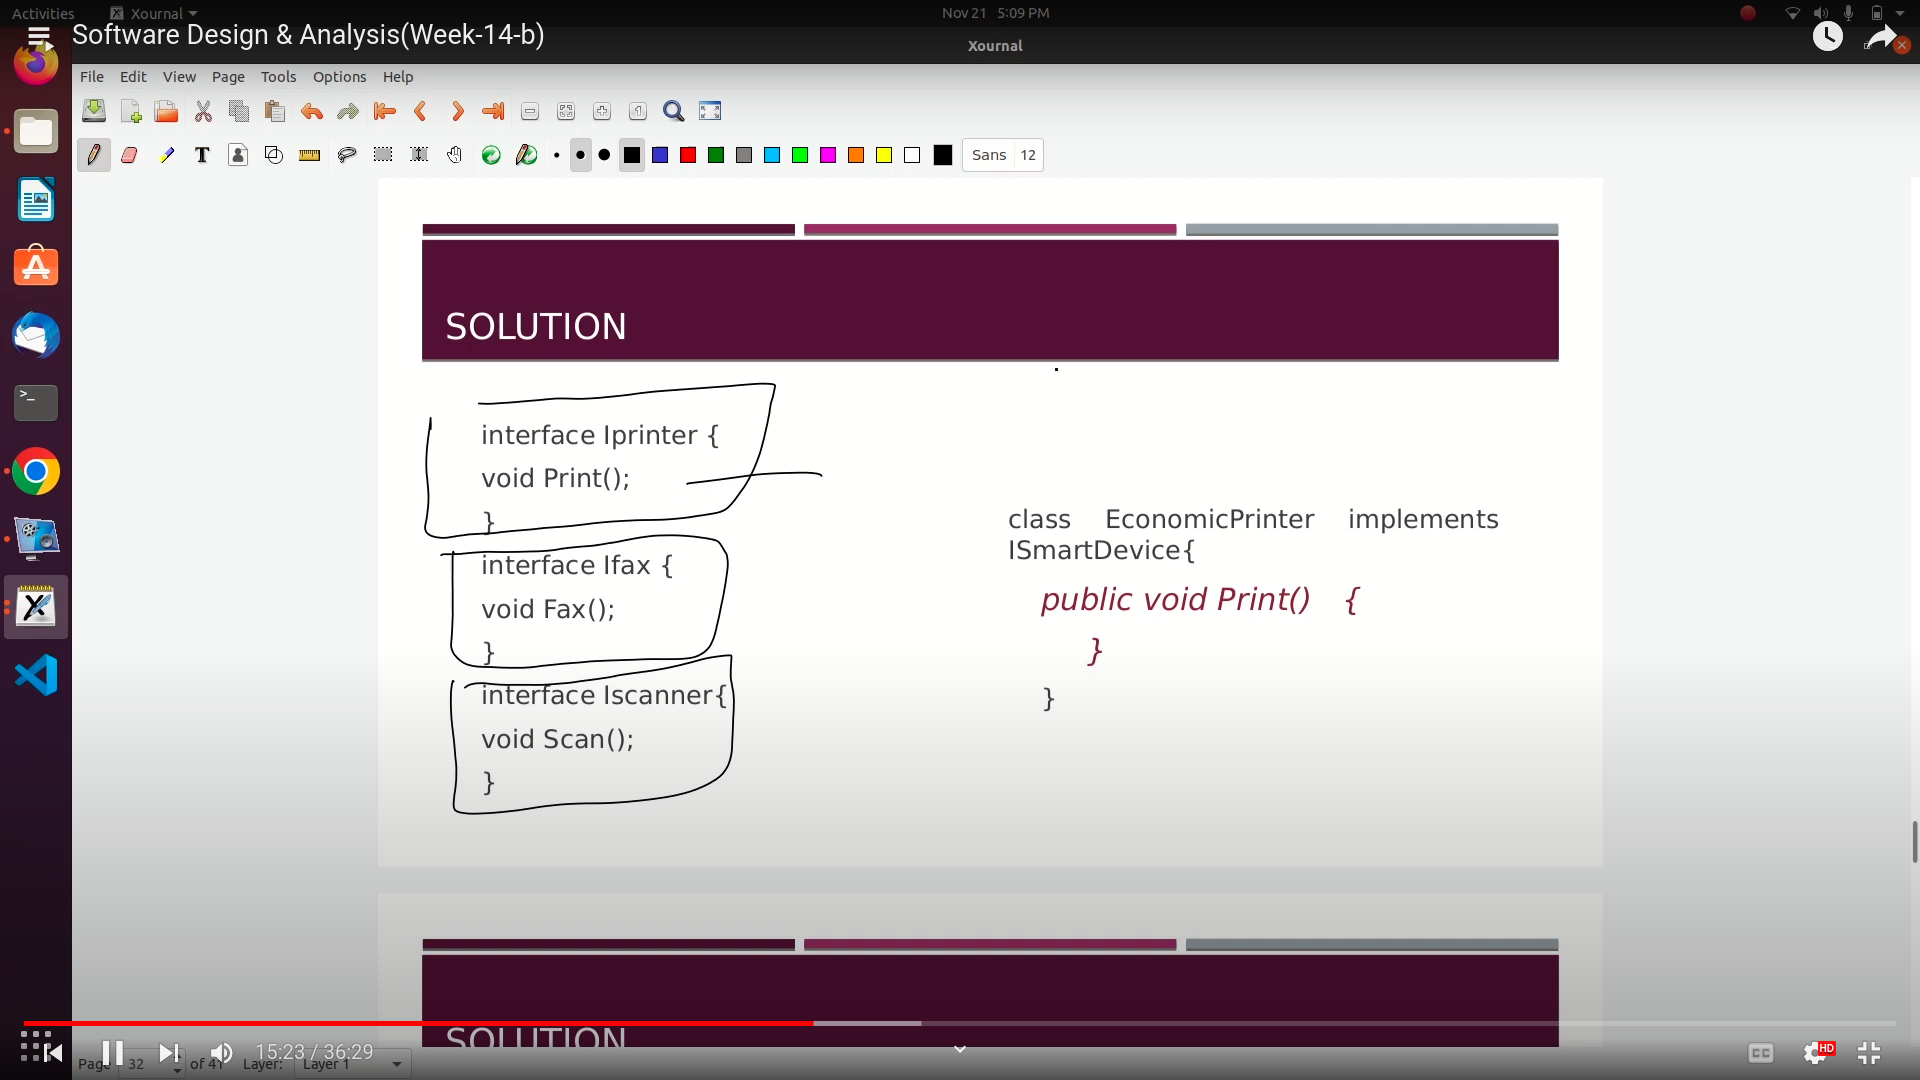 Activities
Xournal
Nov 21 5:09 PM
Software Design & Analysis(Week-14-b)
Xournal
File Edit View Page Tools Options Help
Sans 12
SOLUTION
interface Iprinter {
void Print();
}
interface Ifax {
void Fax();
}
interface Iscanner{
void Scan();
}
class EconomicPrinter implements
ISmartDevice{
public void Print() {
}
}
SOLUTION
15:23 / 36:29
CC
HD
Page 32 of 41 Layer: Layer 1